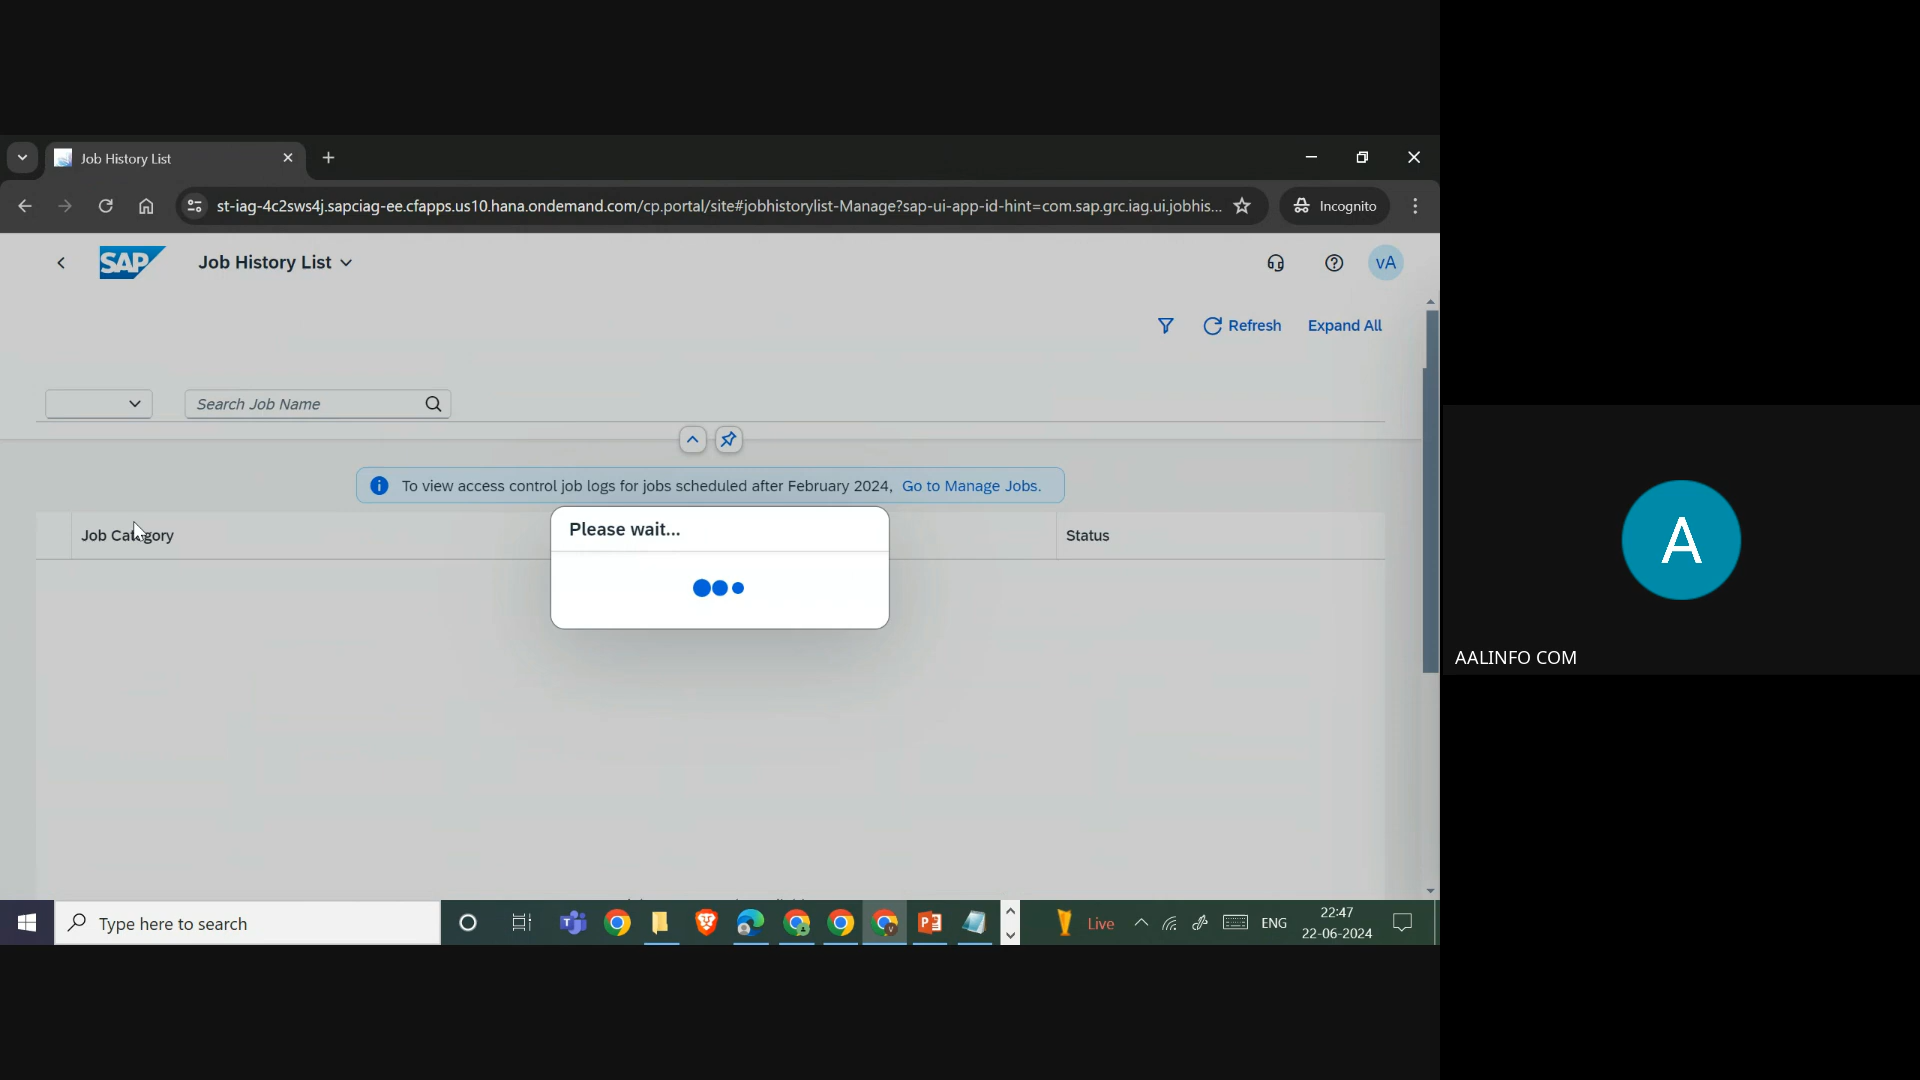 Job History List
st-iag-4c2sws4j.sapciag-ee.cfapps.us10.hana.ondemand.com/cp.portal/site#jobhistorylist-Manage?sap-ui-app-id-hint=com.sap.grc.iag.ui.jobhis...
Incognito
SAP
Job History List
vA
Refresh
Expand All
Search Job Name
To view access control job logs for jobs scheduled after February 2024, Go to Manage Jobs.
Job Category
Status
Please wait...
A
AALINFO COM
Type here to search
Live
ENG
22:47
22-06-2024